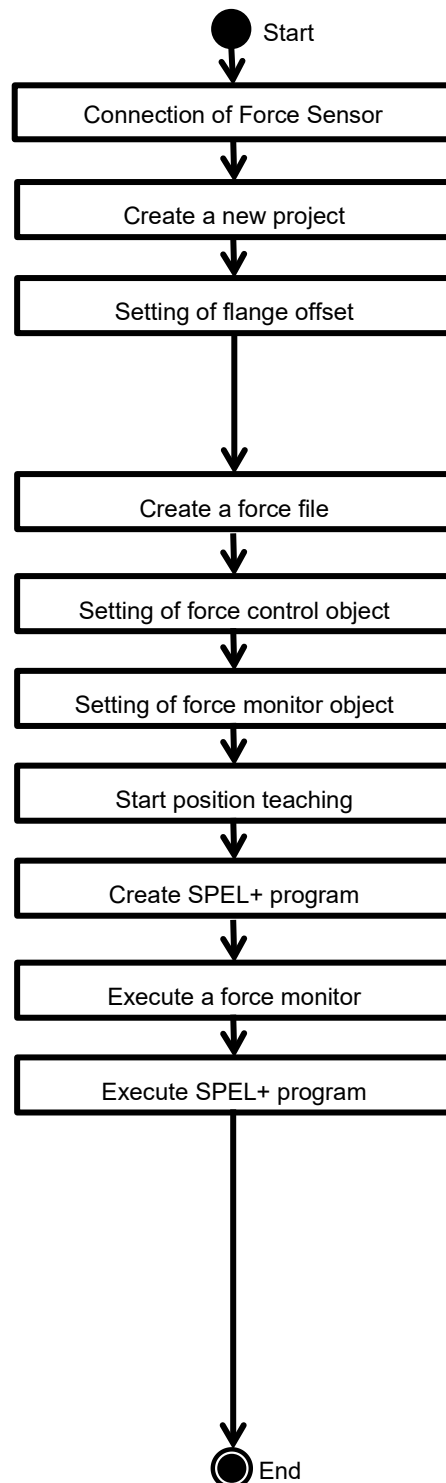 Start
Connection of Force Sensor
Create a new project
Setting of flange offset
Create a force file
Setting of force control object
Setting of force monitor object
Start position teaching
Create SPEL+ program
Execute a force monitor
Execute SPEL+ program
End